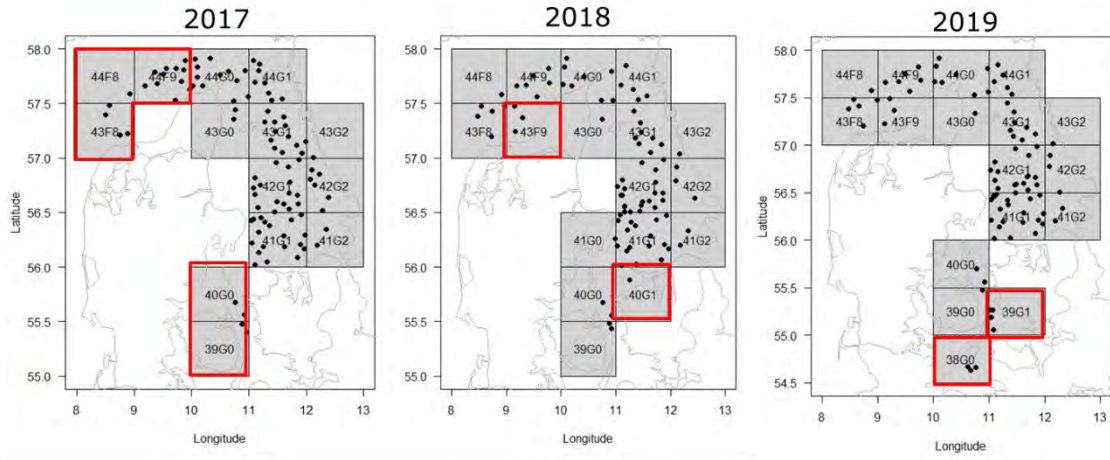 2017
2018
2019
58.0
44F8
44F9
44G0
44G1
57.5
43F8
43G0
43G1
43G2
57.0
42G1
42G2
56.5
41G1
41G2
56.0
40G0
55.5
39G0
55.0
8
9
10
11
12
13
Latitude
Longitude
58.0
44F8
44F9
44G0
44G1
57.5
43F8
43F9
43G0
43G1
43G2
57.0
42G1
42G2
56.5
41G0
41G1
41G2
56.0
40G0
40G1
55.5
39G0
55.0
8
9
10
11
12
13
Latitude
Longitude
58.0
44F8
44F9
44G0
44G1
57.5
43F8
43F9
43G0
43G1
43G2
57.0
42G1
42G2
56.5
41G1
41G2
56.0
40G0
55.5
39G0
39G1
55.0
38G0
54.5
8
9
10
11
12
13
Latitude
Longitude